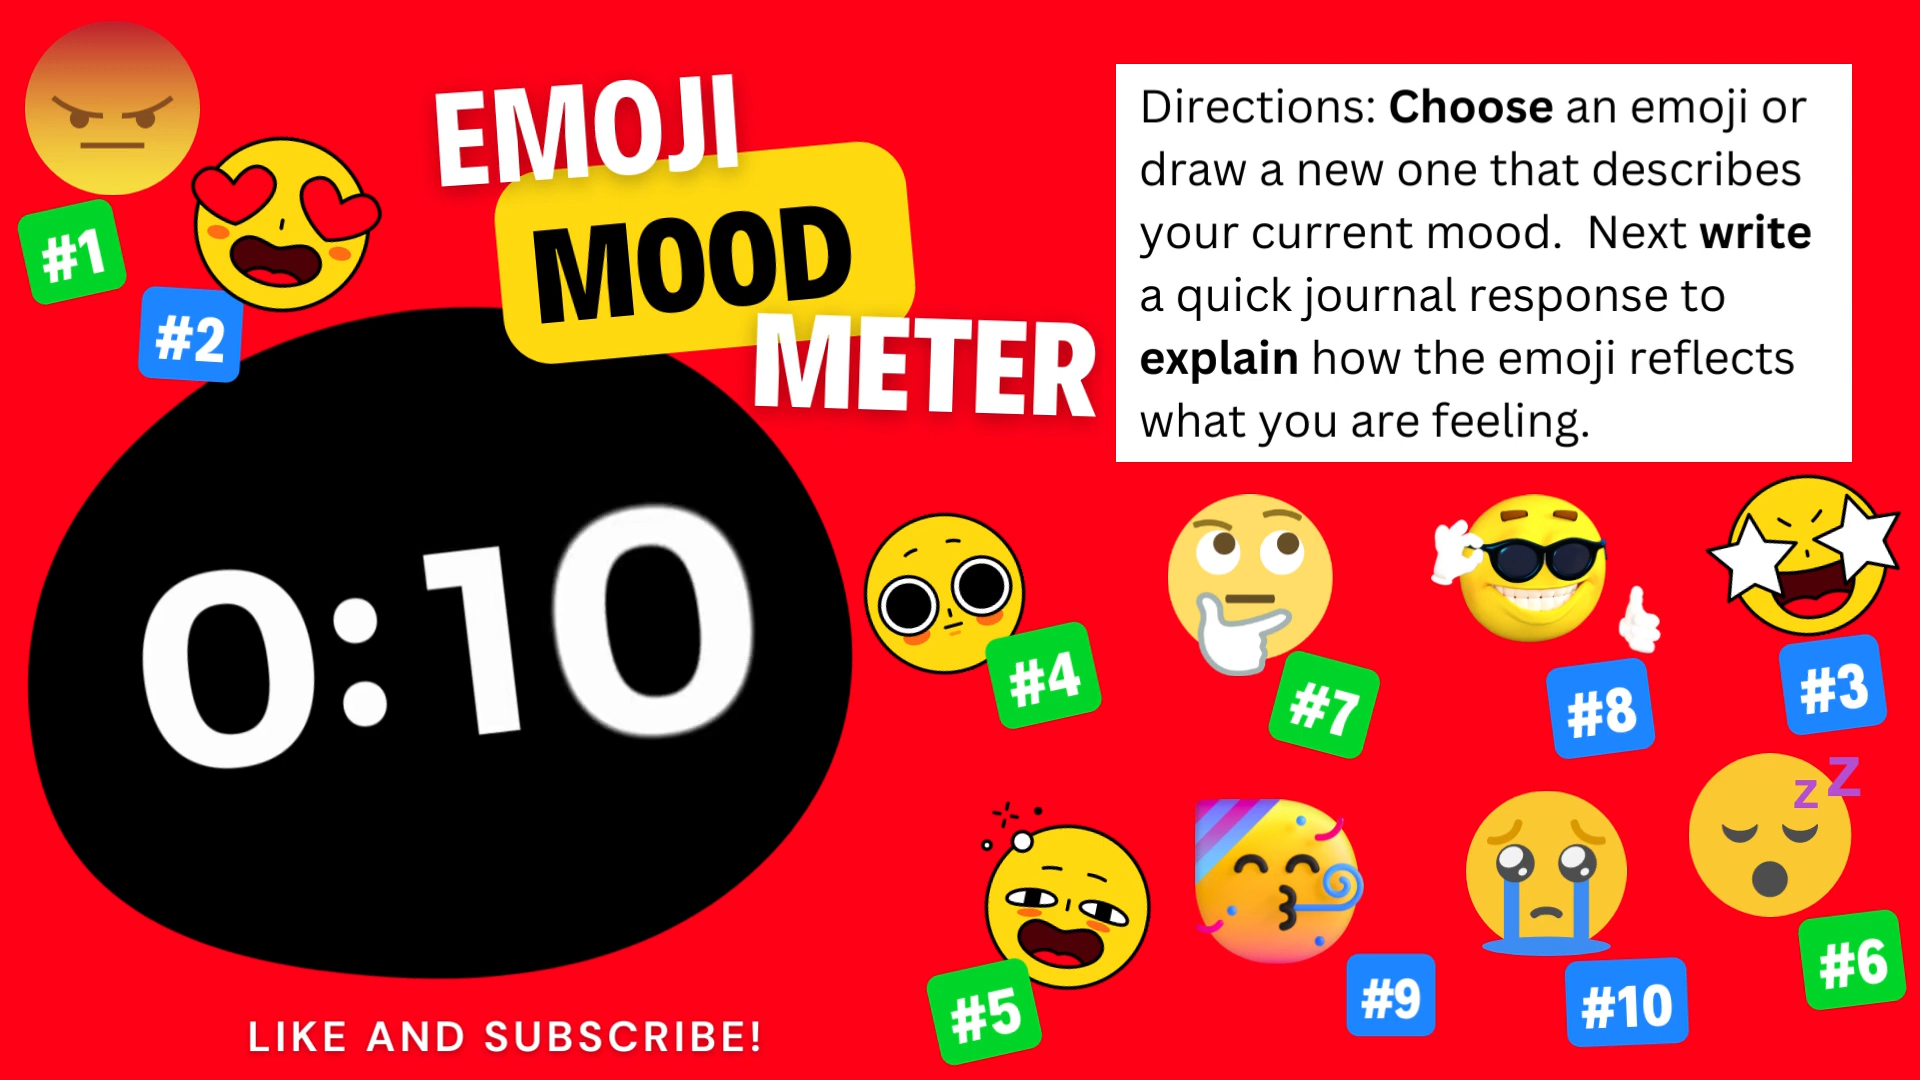 EMOJI
MOOD
METER
Directions: Choose an emoji or
draw a new one that describes
your current mood.  Next write
a quick journal response to
explain how the emoji reflects
what you are feeling.
#1
#2
0:10
#4
#7
#8
#3
z Z
#5
#9
#10
#6
LIKE AND SUBSCRIBE!